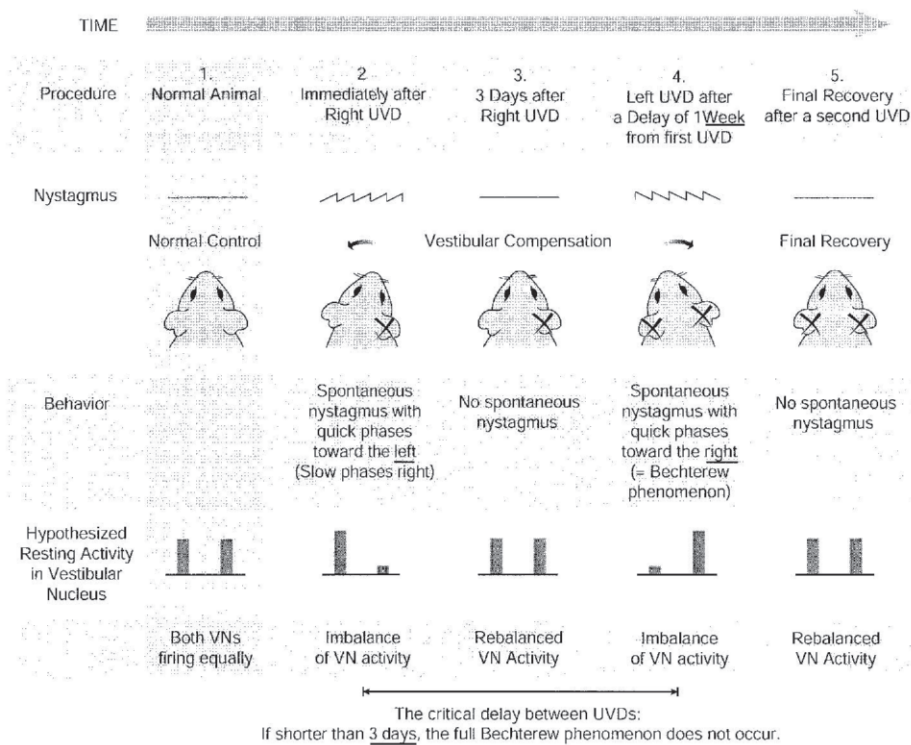 TIME
1.
2.
3.
4.
5.
Procedure
Normal Animal
Immediately after
Right UVD
3 Days after
Right UVD
Left UVD after
a Delay of 1Week
from first UVD
Final Recovery
after a second UVD
Nystagmus
Normal Control
Vestibular Compensation
Final Recovery
Behavior
Spontaneous
nystagmus with
quick phases
toward the left
(Slow phases right)
No spontaneous
nystagmus
Spontaneous
nystagmus with
quick phases
toward the right
(= Bechterew
phenomenon)
No spontaneous
nystagmus
Hypothesized
Resting Activity
in Vestibular
Nucleus
Both VNs
firing equally
Imbalance
of VN activity
Rebalanced
VN Activity
Imbalance
of VN activity
Rebalanced
VN Activity
The critical delay between UVDs:
If shorter than 3 days, the full Bechterew phenomenon does not occur.